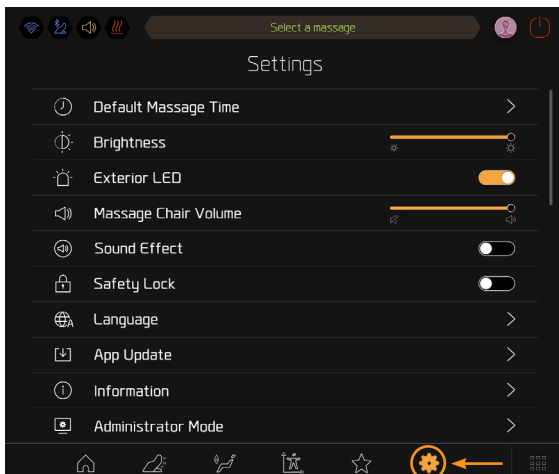 Select a massage
Settings
Default Massage Time
Brightness
Exterior LED
Massage Chair Volume
Sound Effect
Safety Lock
Language
App Update
Information
Administrator Mode